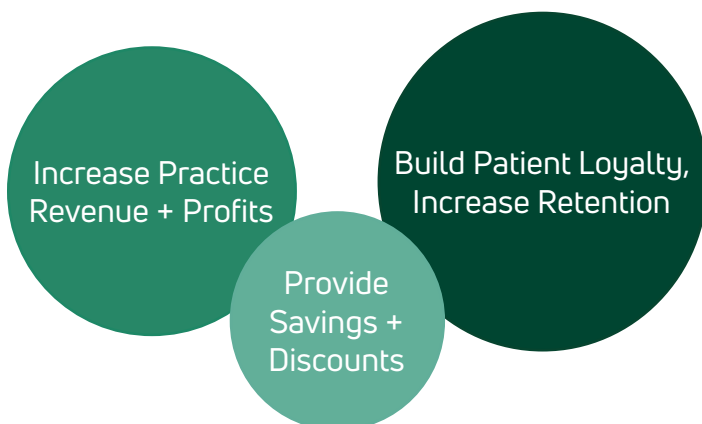 Increase Practice
Revenue + Profits
Build Patient Loyalty,
Increase Retention
Provide
Savings +
Discounts